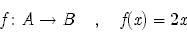 f: A → B , f(x) = 2x